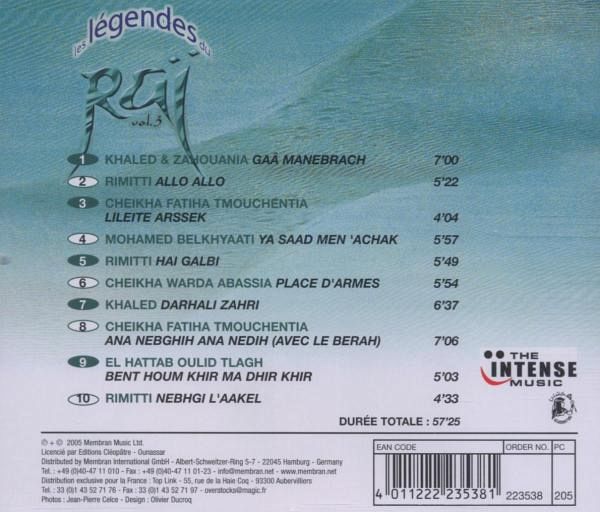 les légendes du
Raï
vol.3
1 KHALED & ZAHOUANIA GAÂ MANEBRACH 7'00
2 RIMITTI ALLO ALLO 5'22
3 CHEIKHA FATIHA TMOUCHENTIA
LILEITE ARSSEK 4'04
4 MOHAMED BELKHYAATI YA SAAD MEN 'ACHAK 5'57
5 RIMITTI HAI GALBI 5'49
6 CHEIKHA WARDA ABASSIA PLACE D'ARMES 5'54
7 KHALED DARHALI ZAHRI 6'37
8 CHEIKHA FATIHA TMOUCHENTIA
ANA NEBGHIH ANA NEDIH (AVEC LE BERAH) 7'06
9 EL HATTAB OULID TLAGH
BENT HOUM KHIR MA DHIR KHIR 5'03
10 RIMITTI NEBHGI L'AAKEL 4'33
DURÉE TOTALE : 57'25
THE
INTENSE
MUSIC
℗ + © 2005 Membran Music Ltd.
Licencié par Editions Cléopâtre - Ounassar
Distributed by Membran International GmbH - Albert-Schweitzer-Ring 5-7 - 22045 Hamburg - Germany
Tel. : +49 (0)40-47 11 010 - Fax : +49 (0)40-47 11 01-23 - info@membran.net - www.membran.net
Distribution exclusive pour la France : Top Link - 55, rue de la Haie Coq - 93300 Aubervilliers
Tel : 33 (0)1 43 52 71 76 - Fax : 33 (0)1 43 52 71 97 - overstocks@magic.fr
Photos : Jean-Pierre Celce - Design : Olivier Ducroq
EAN CODE
4 011222 235381
ORDER NO.
223538
PC
205